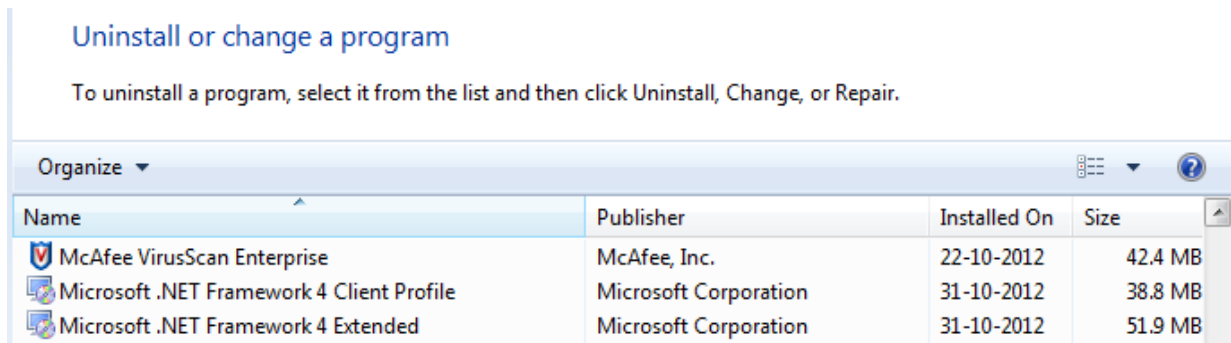 Uninstall or change a program
To uninstall a program, select it from the list and then click Uninstall, Change, or Repair.
Organize
Name Publisher Installed On Size
McAfee VirusScan Enterprise McAfee, Inc. 22-10-2012 42.4 MB
Microsoft .NET Framework 4 Client Profile Microsoft Corporation 31-10-2012 38.8 MB
Microsoft .NET Framework 4 Extended Microsoft Corporation 31-10-2012 51.9 MB